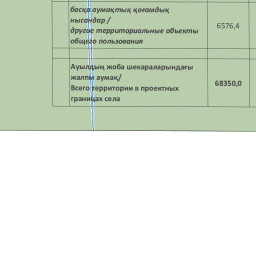 басқа аумақтық қоғамдық
нысандар /
другие территориальные объекты
общего пользования
6576,4
Ауылдың жоба шекараларындағы
жалпы аумақ/
Всего территории в проектных
границах села
68350,0